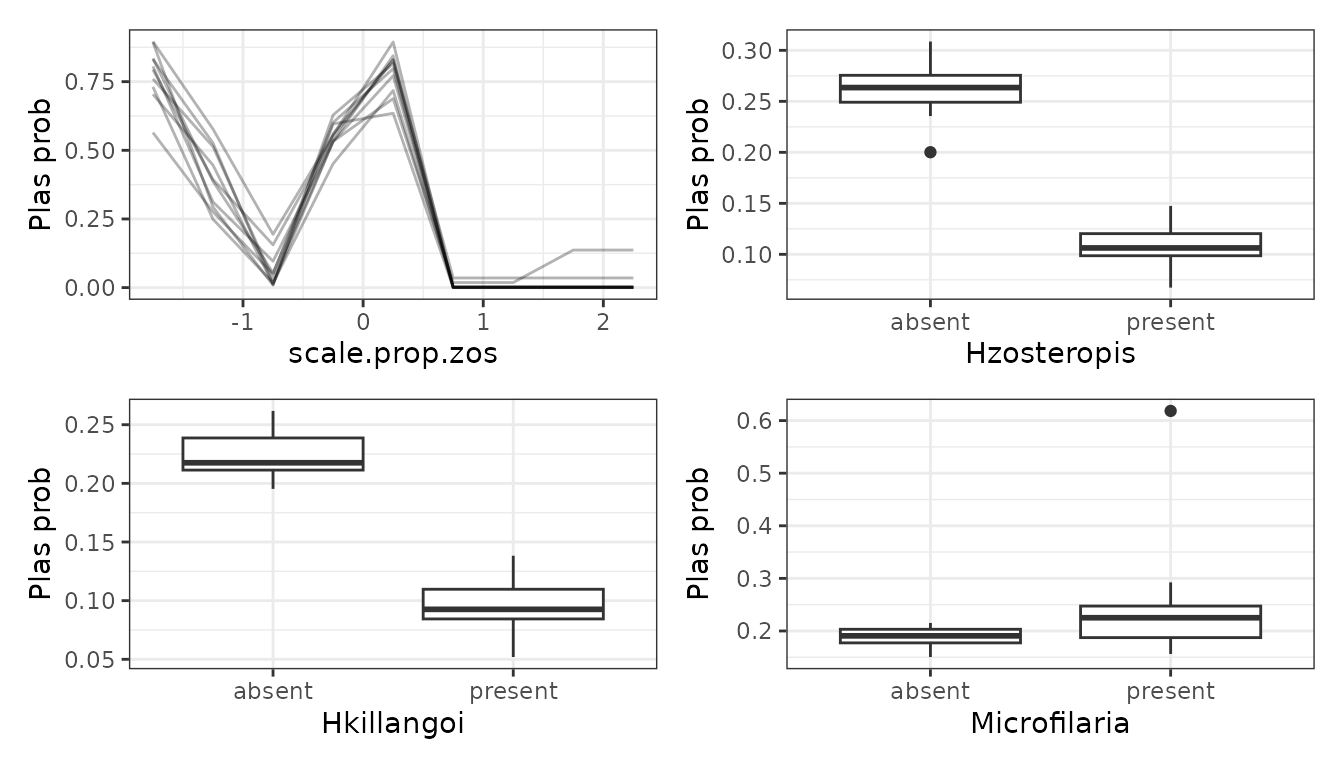 Plas prob
0.75
0.50
0.25
0.00
-1 0 1 2
scale.prop.zos
Plas prob
0.30
0.25
0.20
0.15
0.10
absent present
Hzosteropis
Plas prob
0.25
0.20
0.15
0.10
0.05
absent present
Hkillangoi
Plas prob
0.6
0.5
0.4
0.3
0.2
absent present
Microfilaria